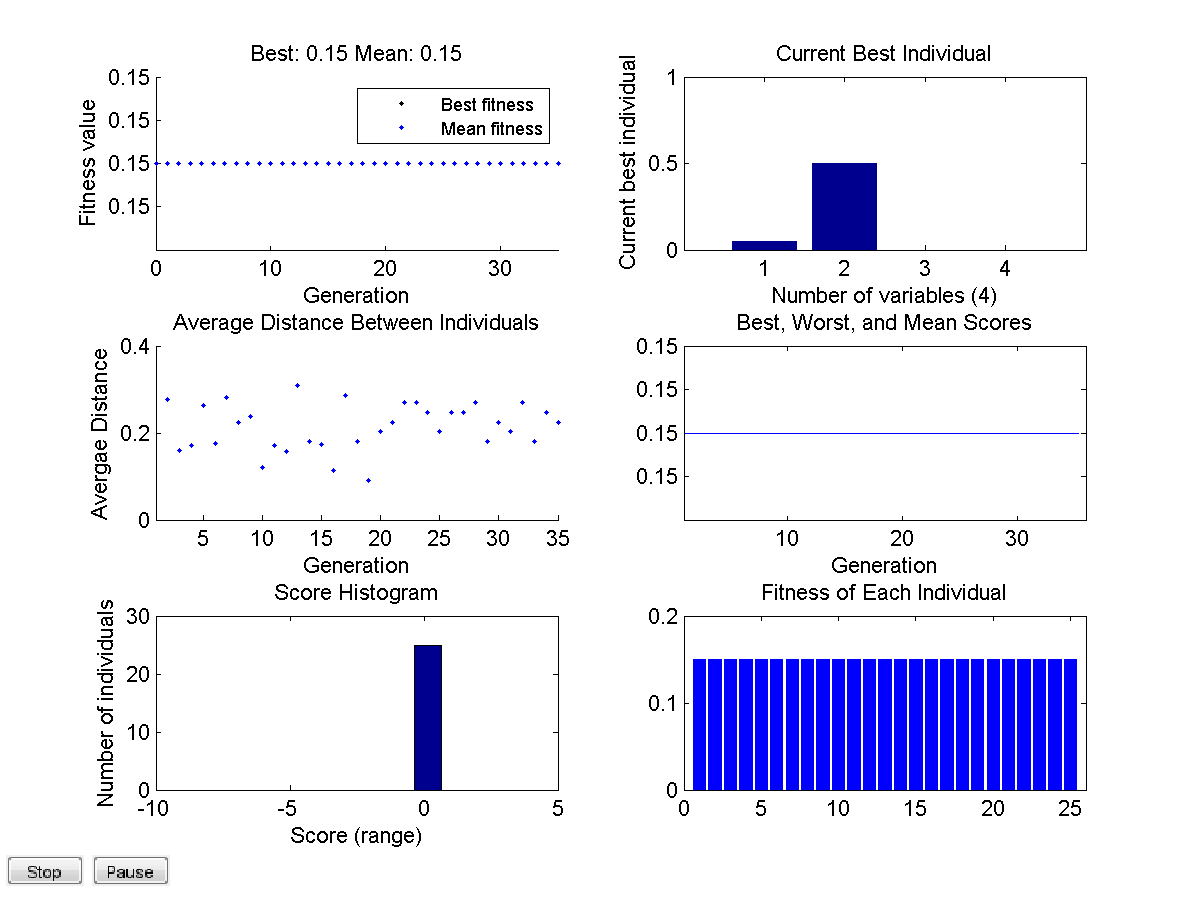 Best: 0.15 Mean: 0.15
Fitness value
0.15
0.15
0.15
0.15
Best fitness
Mean fitness
0 10 20 30
Generation
Current Best Individual
Current best individual
1
0.5
0
1 2 3 4
Number of variables (4)
Average Distance Between Individuals
Avergae Distance
0.4
0.2
0
5 10 15 20 25 30 35
Generation
Best, Worst, and Mean Scores
0.15
0.15
0.15
0.15
10 20 30
Generation
Score Histogram
Number of individuals
30
20
10
0
-10 -5 0 5
Score (range)
Fitness of Each Individual
0.2
0.1
0
0 5 10 15 20 25
Stop Pause